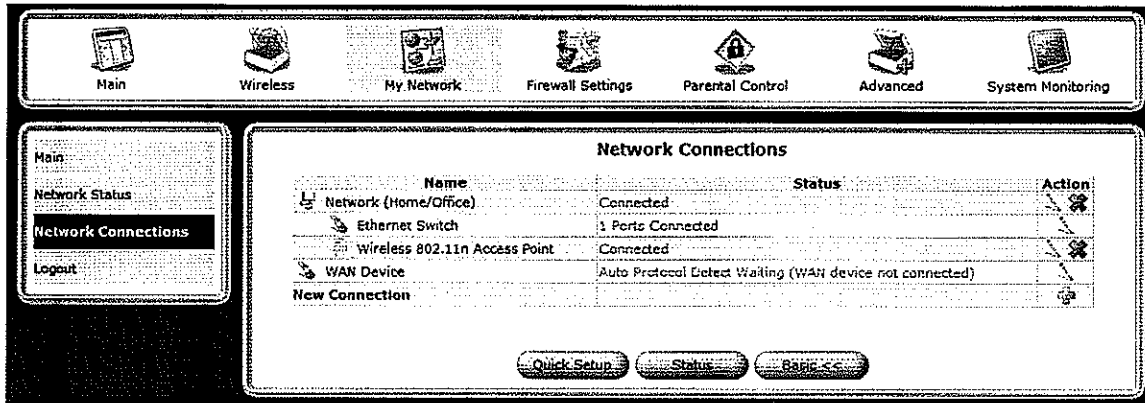 Main Wireless My Network Firewall Settings Parental Control Advanced System Monitoring
Main
Network Status
Network Connections
Logout
Network Connections
Name Status Action
Network (Home/Office) Connected
Ethernet Switch 1 Ports Connected
Wireless 802.11n Access Point Connected
WAN Device Auto Protocol Detect Waiting (WAN device not connected)
New Connection
Quick Setup Status Basic <<